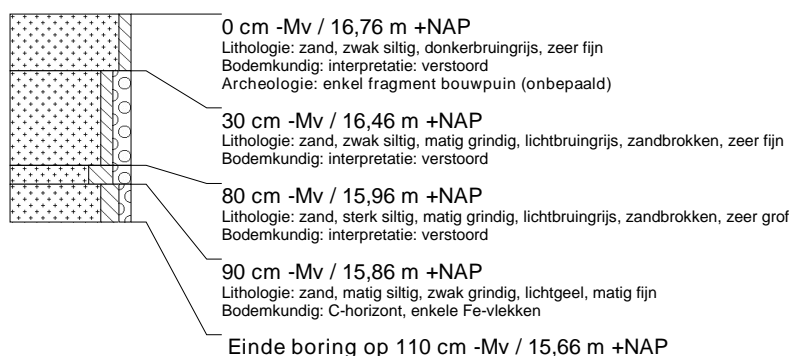 0 cm -Mv / 16,76 m +NAP
Lithologie: zand, zwak siltig, donkerbruingrijs, zeer fijn
Bodemkundig: interpretatie: verstoord
Archeologie: enkel fragment bouwpuin (onbepaald)
30 cm -Mv / 16,46 m +NAP
Lithologie: zand, zwak siltig, matig grindig, lichtbruingrijs, zandbrokken, zeer fijn
Bodemkundig: interpretatie: verstoord
80 cm -Mv / 15,96 m +NAP
Lithologie: zand, sterk siltig, matig grindig, lichtbruingrijs, zandbrokken, zeer grof
Bodemkundig: interpretatie: verstoord
90 cm -Mv / 15,86 m +NAP
Lithologie: zand, matig siltig, zwak grindig, lichtgeel, matig fijn
Bodemkundig: C-horizont, enkele Fe-vlekken
Einde boring op 110 cm -Mv / 15,66 m +NAP